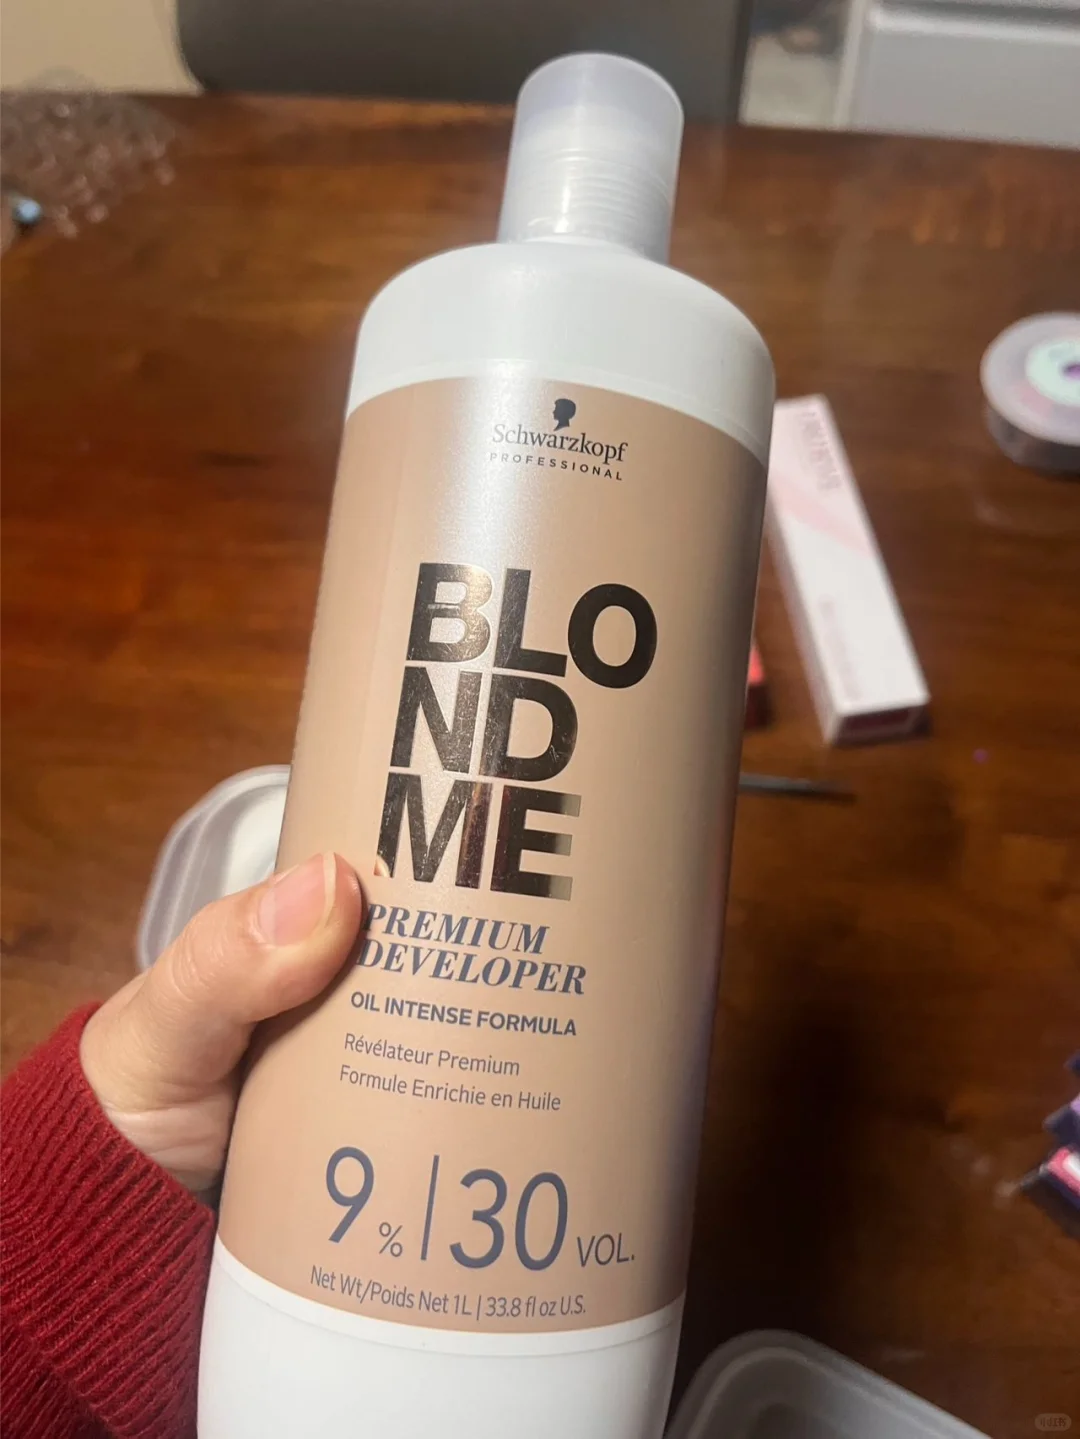 Schwarzkopf
PROFESSIONAL
BLO
ND
ME
PREMIUM
DEVELOPER
OIL INTENSE FORMULA
Révélateur Premium
Formule Enrichie en Huile
9% | 30 VOL.
Net Wt/Poids Net 1L | 33.8 fl oz U.S.